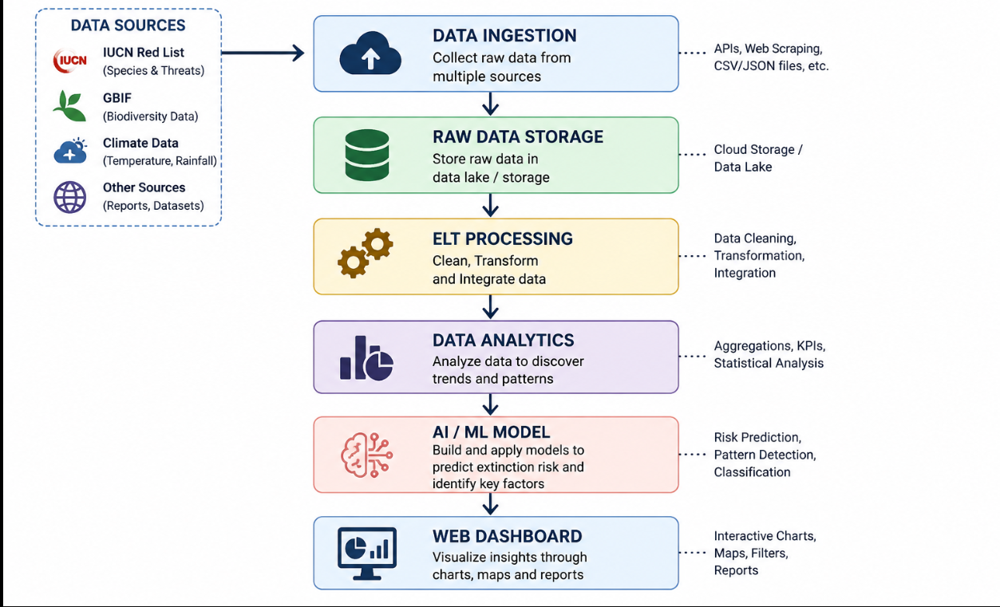 DATA SOURCES
IUCN
IUCN Red List
(Species & Threats)
GBIF
(Biodiversity Data)
Climate Data
(Temperature, Rainfall)
Other Sources
(Reports, Datasets)
DATA INGESTION
Collect raw data from
multiple sources
APIs, Web Scraping,
CSV/JSON files, etc.
RAW DATA STORAGE
Store raw data in
data lake / storage
Cloud Storage /
Data Lake
ELT PROCESSING
Clean, Transform
and Integrate data
Data Cleaning,
Transformation,
Integration
DATA ANALYTICS
Analyze data to discover
trends and patterns
Aggregations, KPIs,
Statistical Analysis
AI / ML MODEL
Build and apply models to
predict extinction risk and
identify key factors
Risk Prediction,
Pattern Detection,
Classification
WEB DASHBOARD
Visualize insights through
charts, maps and reports
Interactive Charts,
Maps, Filters,
Reports